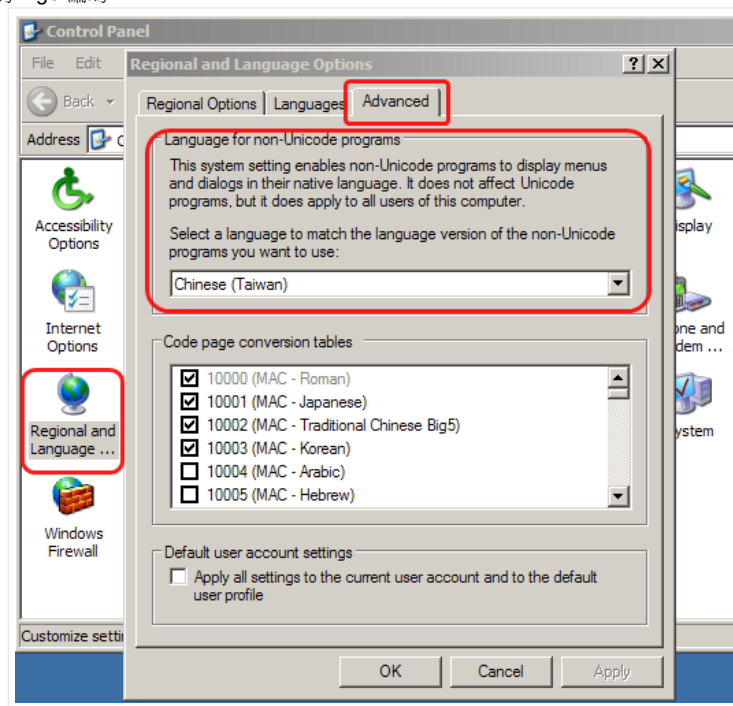 Control Panel
File Edit
Regional and Language Options
Back
Regional Options Languages Advanced
Address
Language for non-Unicode programs
This system setting enables non-Unicode programs to display menus
and dialogs in their native language. It does not affect Unicode
programs, but it does apply to all users of this computer.
Select a language to match the language version of the non-Unicode
programs you want to use:
Chinese (Taiwan)
Accessibility
Options
isplay
Internet
Options
one and
dem ...
Code page conversion tables
10000 (MAC - Roman)
10001 (MAC - Japanese)
10002 (MAC - Traditional Chinese Big5)
10003 (MAC - Korean)
10004 (MAC - Arabic)
10005 (MAC - Hebrew)
Regional and
Language ...
ystem
Windows
Firewall
Default user account settings
Apply all settings to the current user account and to the default
user profile
Customize setti
OK Cancel Apply